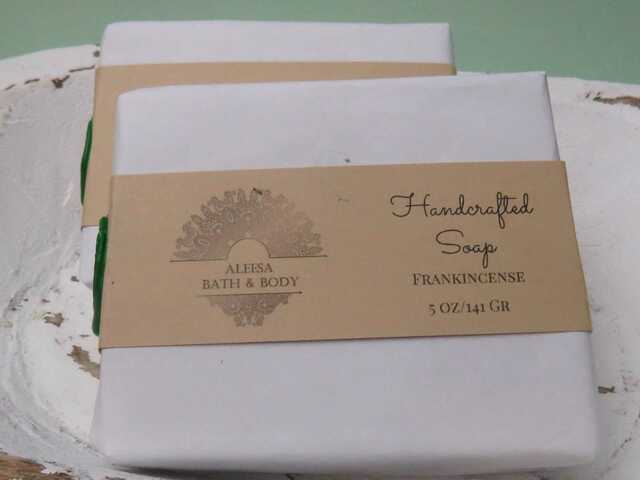 ALEESA
BATH & BODY
Handcrafted
Soap
FRANKINCENSE
5 OZ/141 GR